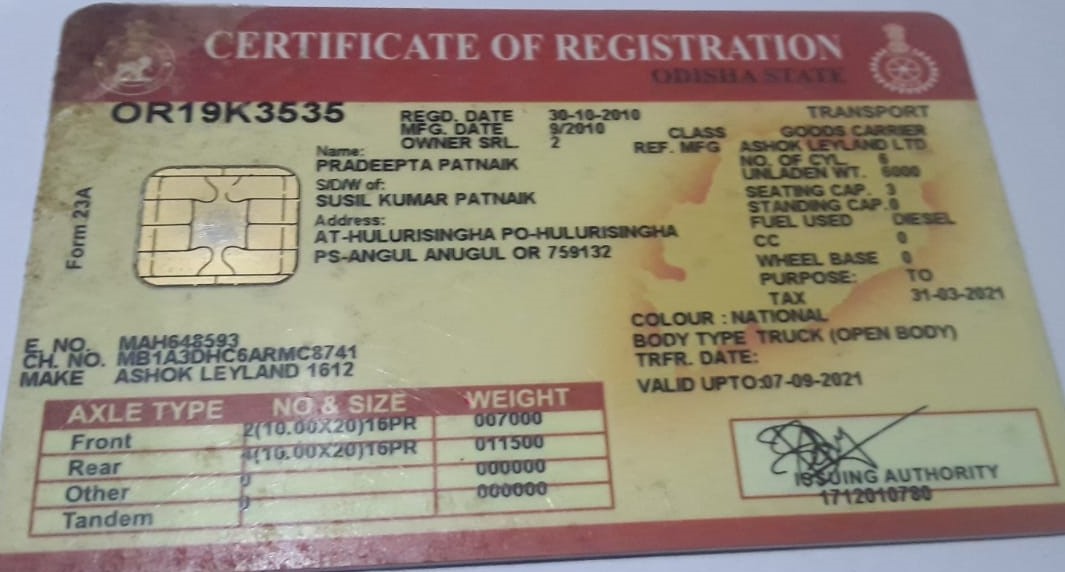 CERTIFICATE OF REGISTRATION
ODISHA STATE
OR19K3535
REGD. DATE 30-10-2010
MFG. DATE 9/2010
OWNER SRL. 2
TRANSPORT
CLASS GOODS CARRIER
REF. MFG ASHOK LEYLAND LTD
NO. OF CYL. 6
UNLADEN WT. 6000
SEATING CAP. 3
STANDING CAP.0
FUEL USED DIESEL
CC 0
WHEEL BASE 0
PURPOSE: TO
TAX 31-03-2021
Form 23A
Name:
PRADEEPTA PATNAIK
S/D/W of:
SUSIL KUMAR PATNAIK
Address:
AT-HULURISINGHA PO-HULURISINGHA
PS-ANGUL ANUGUL OR 759132
COLOUR : NATIONAL
BODY TYPE TRUCK (OPEN BODY)
TRFR. DATE:
VALID UPTO:07-09-2021
E. NO. MAH648593
CH. NO. MB1A3DHC6ARMC8741
MAKE ASHOK LEYLAND 1612
AXLE TYPE NO & SIZE WEIGHT
Front 2(10.00X20)16PR 007000
Rear 4(10.00X20)16PR 011500
Other 0 000000
Tandem 0 000000
ISSUING AUTHORITY
1712010780